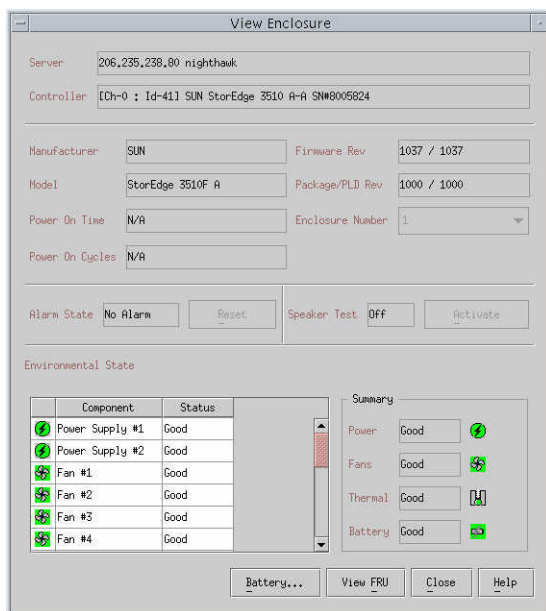 View Enclosure
Server 206.235.238.80 nighthawk
Controller [Ch-0 : Id-41] SUN StorEdge 3510 A-A SN#8005824
Manufacturer SUN Firmware Rev 1037 / 1037
Model StorEdge 3510F A Package/PLD Rev 1000 / 1000
Power On Time N/A Enclosure Number 1
Power On Cycles N/A
Alarm State No Alarm Reset Speaker Test Off Activate
Environmental State
Component Status
Power Supply #1 Good
Power Supply #2 Good
Fan #1 Good
Fan #2 Good
Fan #3 Good
Fan #4 Good
Summary
Power Good
Fans Good
Thermal Good
Battery Good
Battery... View FRU Close Help